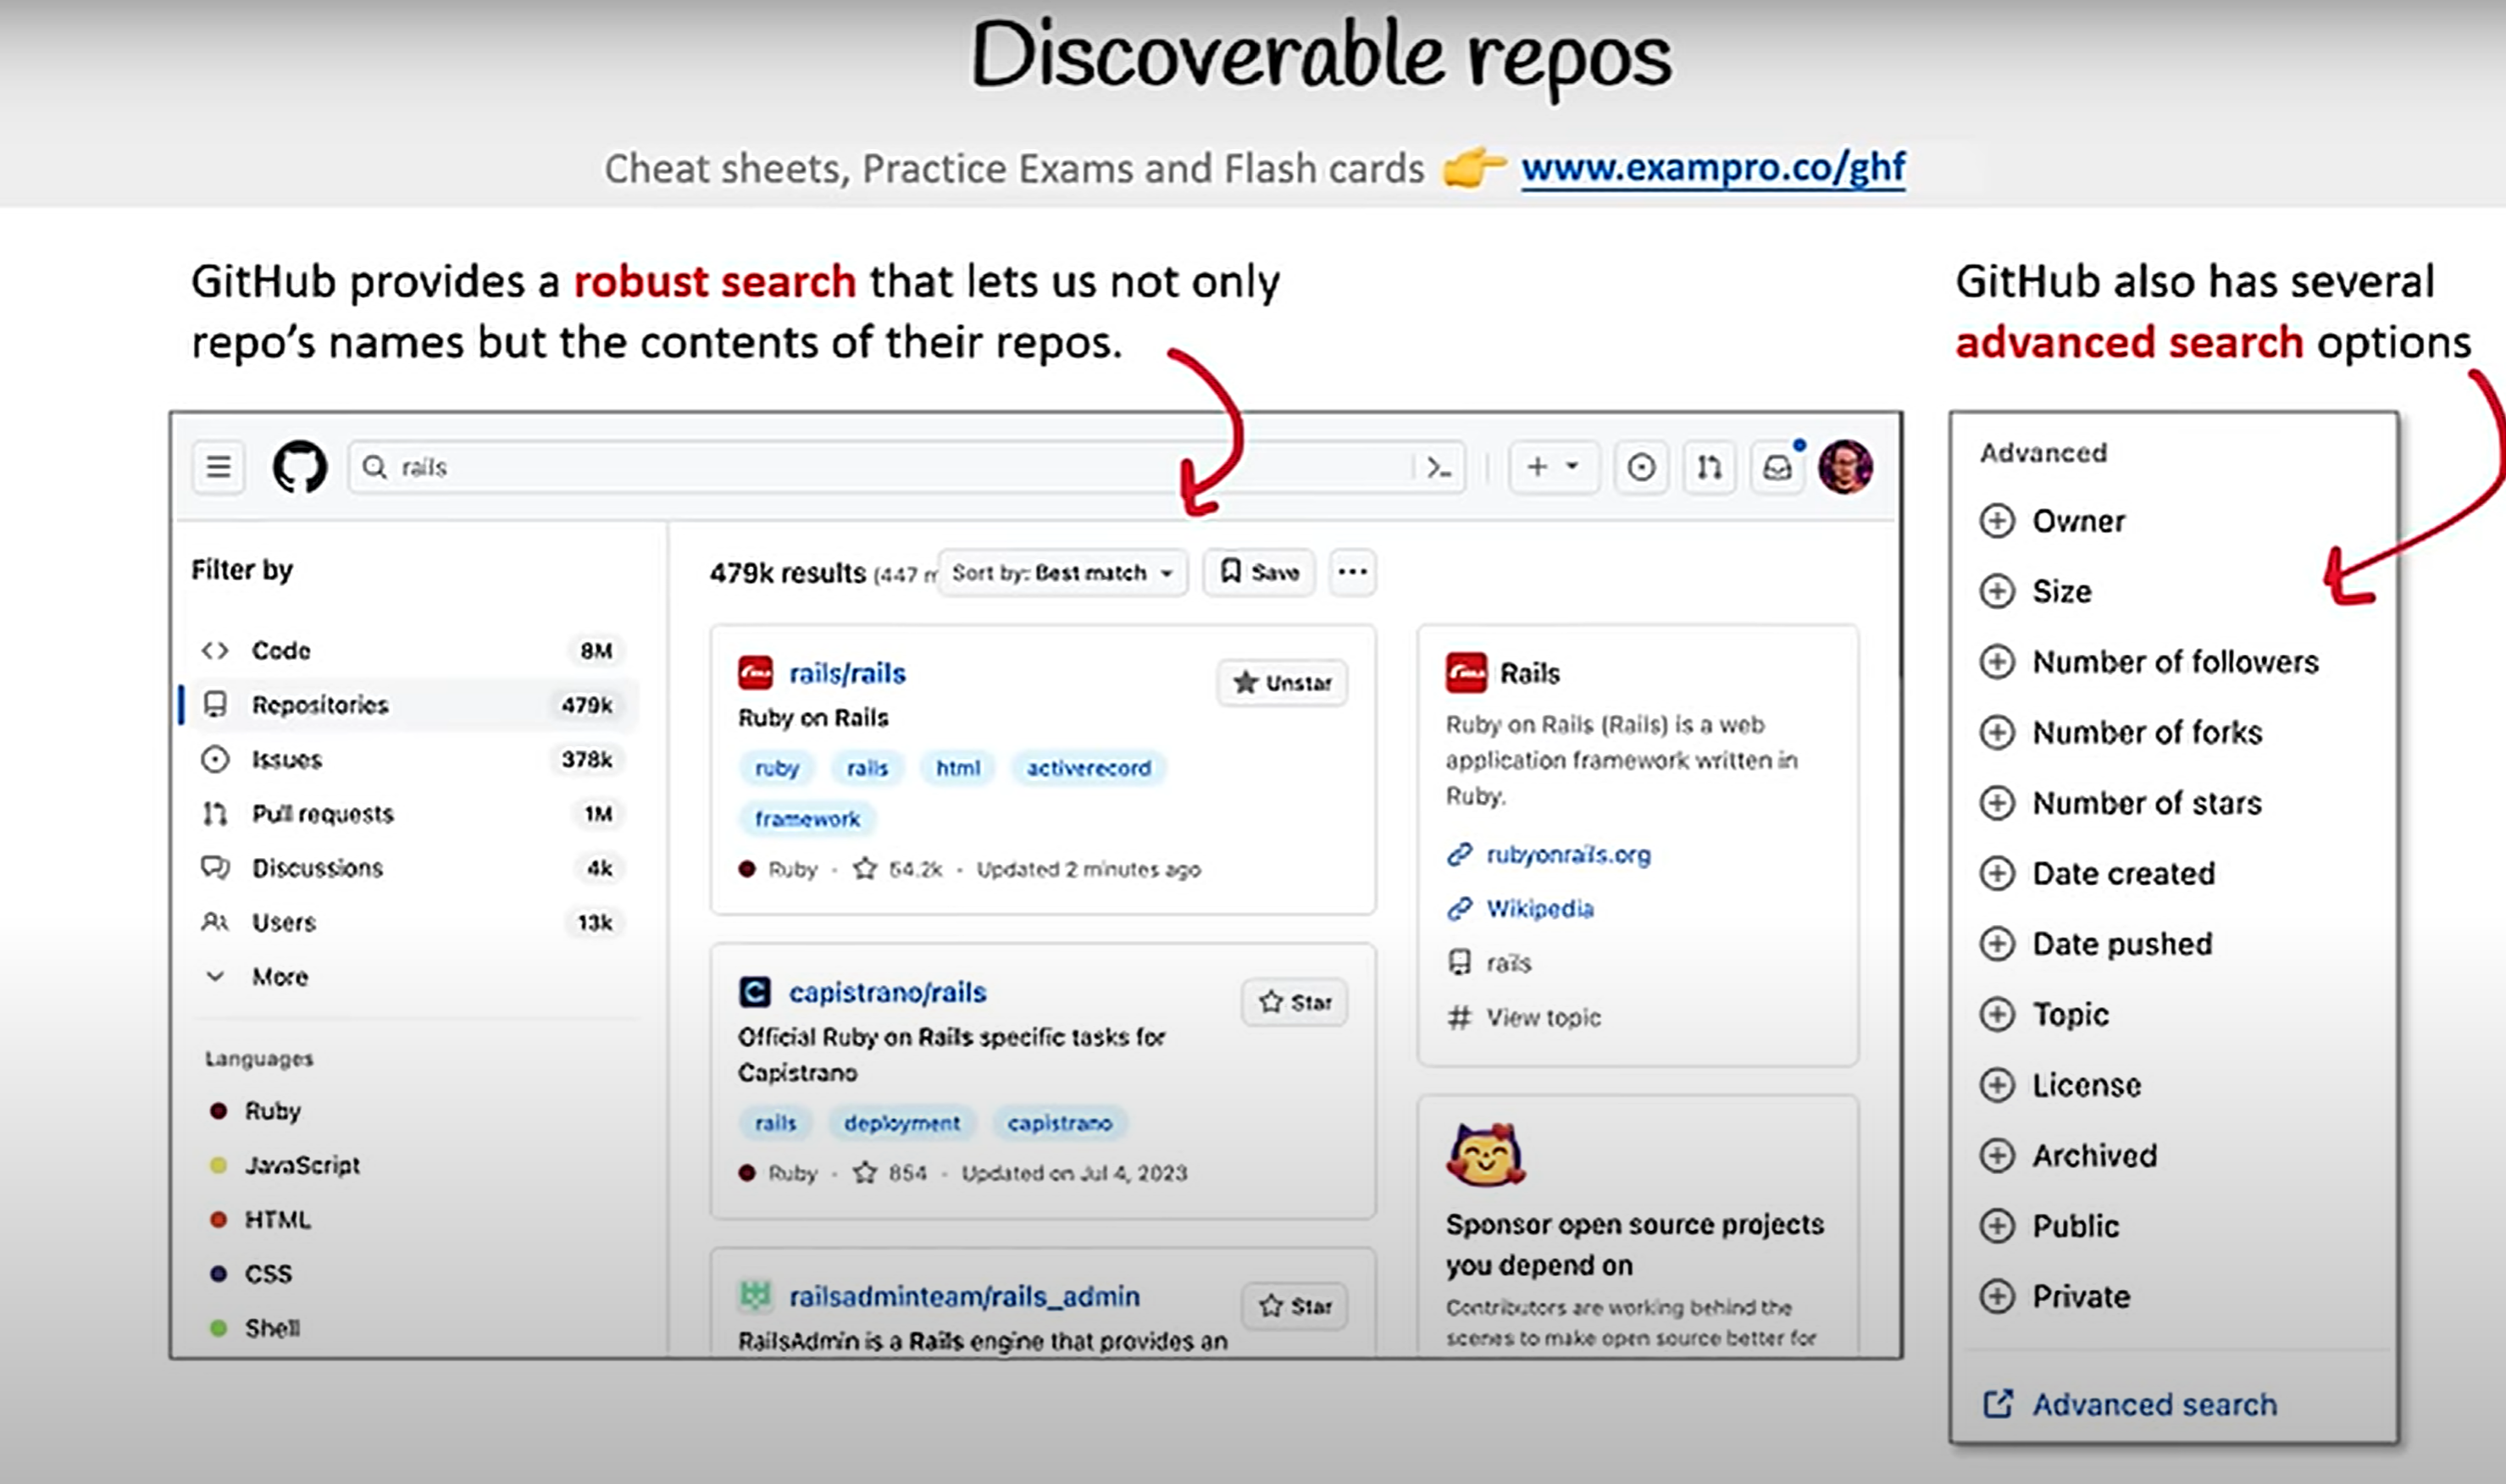 Discoverable repos
Cheat sheets, Practice Exams and Flash cards 👉 www.exampro.co/ghf
GitHub provides a robust search that lets us not only
repo's names but the contents of their repos.
GitHub also has several
advanced search options
rails
Filter by
Code 8M
Repositories 479k
Issues 378k
Pull requests 1M
Discussions 4k
Users 13k
More
Languages
Ruby
JavaScript
HTML
CSS
Shell
479k results (447 m
Sort by: Best match
Save
rails/rails
Unstar
Ruby on Rails
ruby rails html activerecord
framework
Ruby · 54.2k · Updated 2 minutes ago
capistrano/rails
Star
Official Ruby on Rails specific tasks for
Capistrano
rails deployment capistrano
Ruby · 854 · Updated on Jul 4, 2023
railsadminteam/rails_admin
Star
RailsAdmin is a Rails engine that provides an
Rails
Ruby on Rails (Rails) is a web
application framework written in
Ruby.
rubyonrails.org
Wikipedia
rails
# View topic
Sponsor open source projects
you depend on
Contributors are working behind the
scenes to make open source better for
Advanced
Owner
Size
Number of followers
Number of forks
Number of stars
Date created
Date pushed
Topic
License
Archived
Public
Private
Advanced search